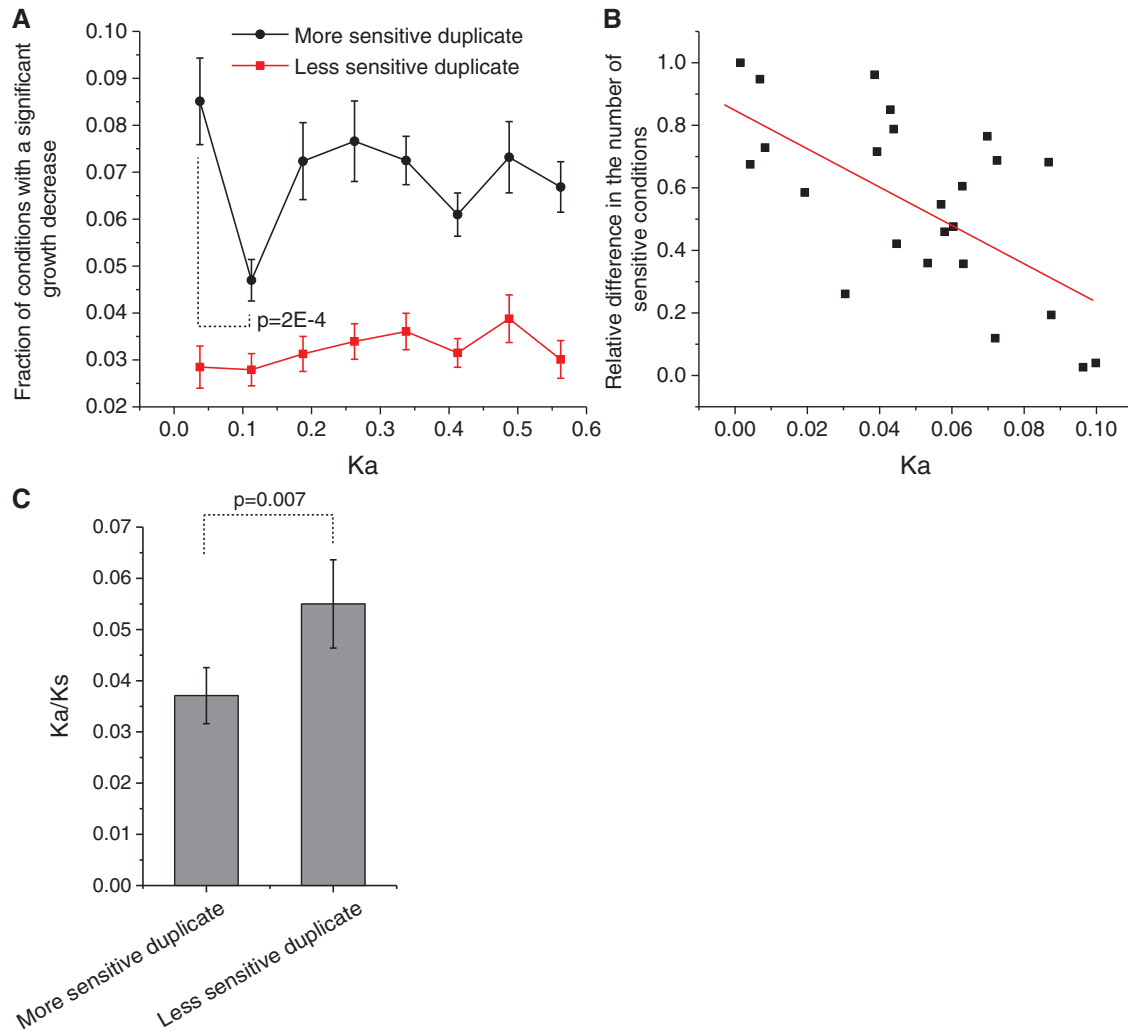 A
Fraction of conditions with a significant
growth decrease
0.10
0.09
0.08
0.07
0.06
0.05
0.04
0.03
0.02
More sensitive duplicate
Less sensitive duplicate
p=2E-4
0.0 0.1 0.2 0.3 0.4 0.5 0.6
Ka
B
Relative difference in the number of
sensitive conditions
1.0
0.8
0.6
0.4
0.2
0.0
0.00 0.02 0.04 0.06 0.08 0.10
Ka
C
p=0.007
Ka/Ks
0.07
0.06
0.05
0.04
0.03
0.02
0.01
0.00
More sensitive duplicate
Less sensitive duplicate